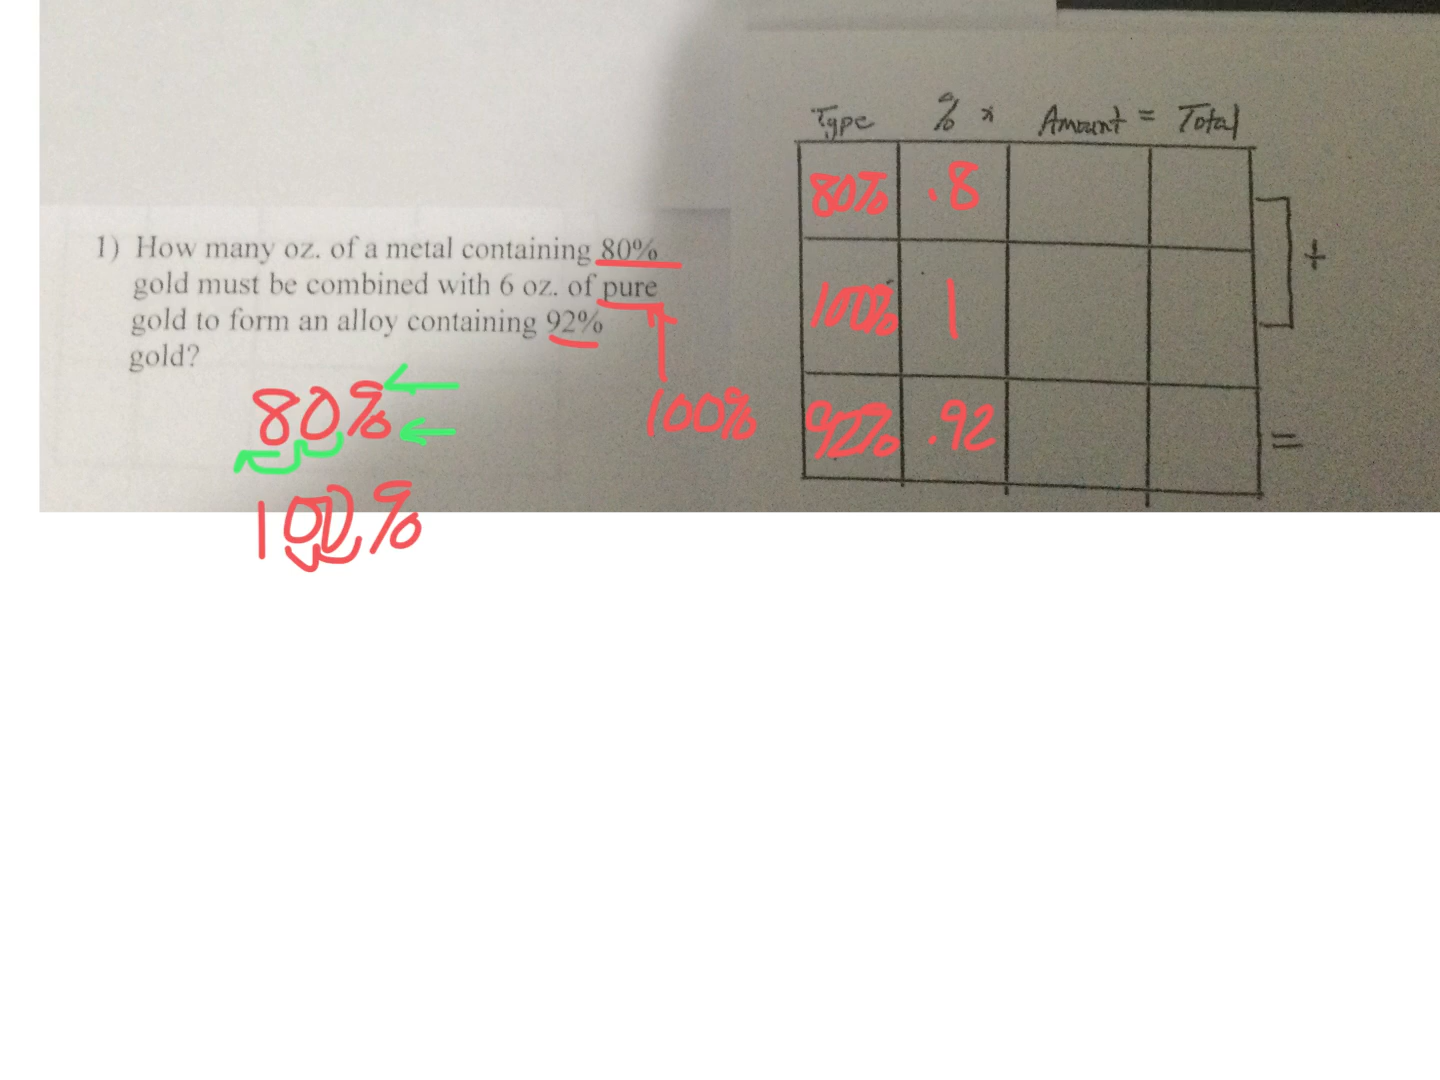 1) How many oz. of a metal containing 80%
gold must be combined with 6 oz. of pure
gold to form an alloy containing 92%
gold?
80%
100%
100%
Type % x Amount = Total
80% .8
100% 1
92% .92
+
=